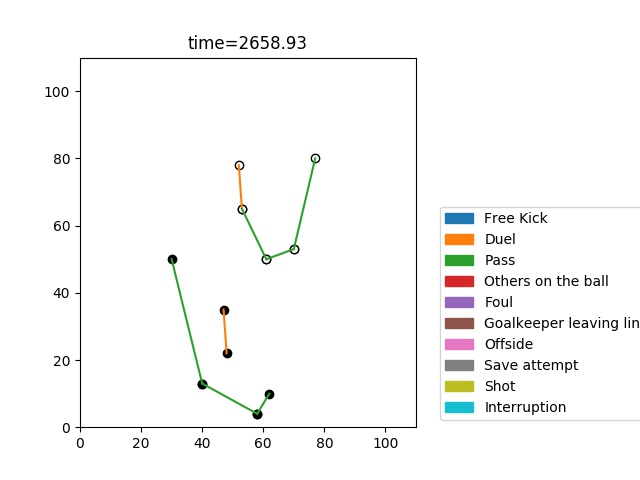 time=2658.93
100
80
60
40
20
0
0 20 40 60 80 100
Free Kick
Duel
Pass
Others on the ball
Foul
Goalkeeper leaving lin
Offside
Save attempt
Shot
Interruption